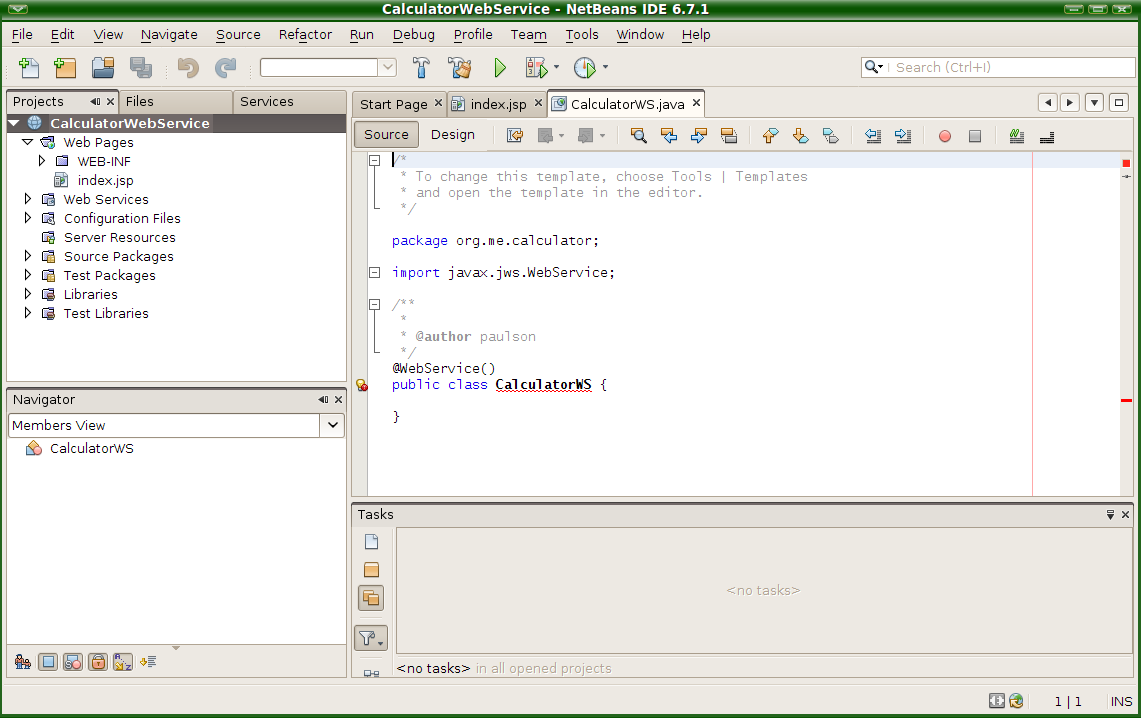 CalculatorWebService - NetBeans IDE 6.7.1
File Edit View Navigate Source Refactor Run Debug Profile Team Tools Window Help
Search (Ctrl+I)
Projects Files Services
CalculatorWebService
Web Pages
WEB-INF
index.jsp
Web Services
Configuration Files
Server Resources
Source Packages
Test Packages
Libraries
Test Libraries
Navigator
Members View
CalculatorWS
Start Page index.jsp CalculatorWS.java
Source Design
/*
* To change this template, choose Tools | Templates
* and open the template in the editor.
*/
package org.me.calculator;
import javax.jws.WebService;
/**
*
* @author paulson
*/
@WebService()
public class CalculatorWS {
}
Tasks
<no tasks>
<no tasks> in all opened projects
1 | 1 INS